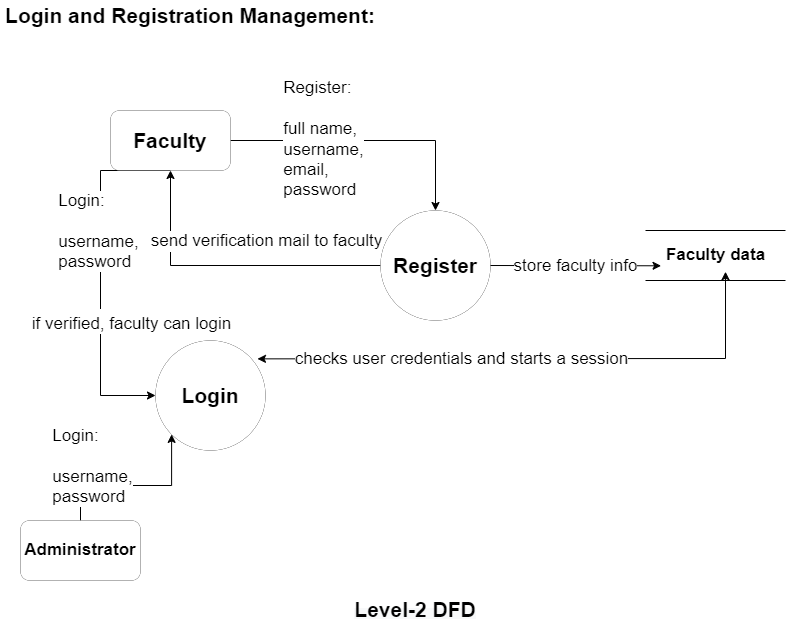 Login and Registration Management:
Register:
full name,
username,
email,
password
Faculty
Login:
username,
password
send verification mail to faculty
Register
store faculty info
Faculty data
if verified, faculty can login
checks user credentials and starts a session
Login
Login:
username,
password
Administrator
Level-2 DFD